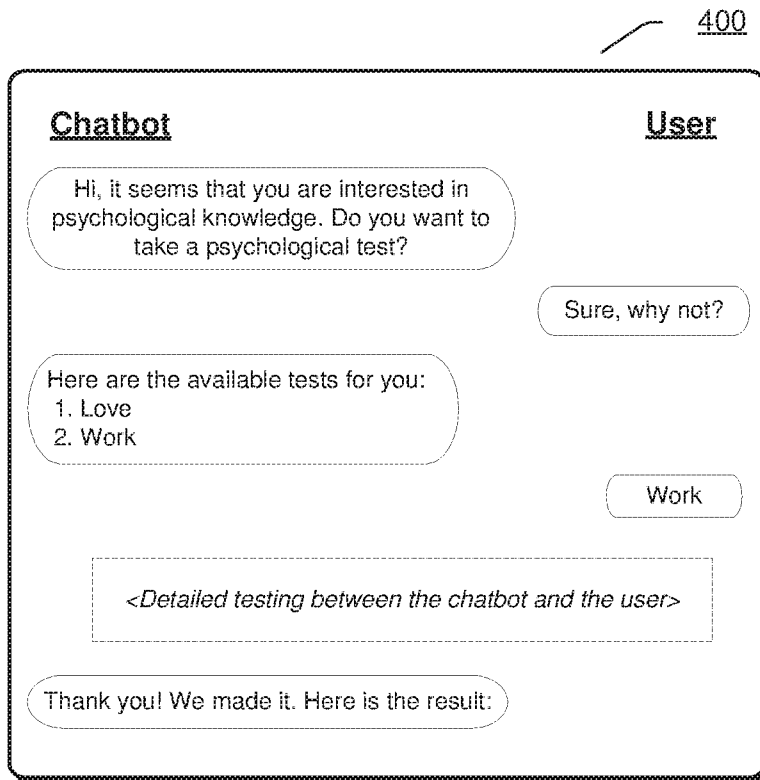 400
Chatbot
User
Hi, it seems that you are interested in
psychological knowledge. Do you want to
take a psychological test?
Sure, why not?
Here are the available tests for you:
1. Love
2. Work
Work
<Detailed testing between the chatbot and the user>
Thank you! We made it. Here is the result: